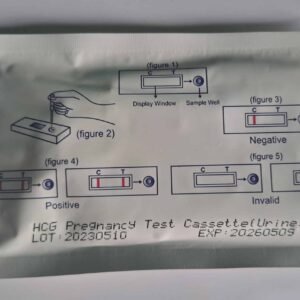 (figure 1)
C T
Display Window Sample Well
(figure 2)
(figure 3)
C T
Negative
(figure 4)
C T
C T
Positive
(figure 5)
C T
C
Invalid
HCG Pregnancy Test Cassette(Urine
LOT:20230510 EXP:20260509